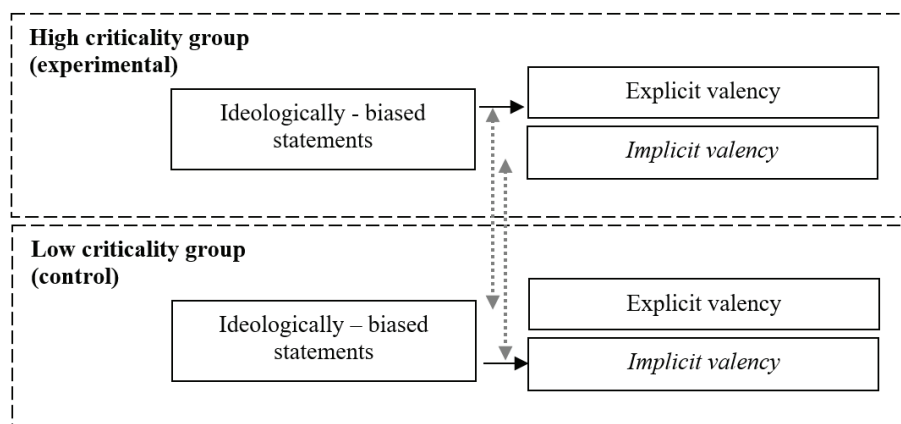 High criticality group
(experimental)
Ideologically - biased
statements
Explicit valency
Implicit valency
Low criticality group
(control)
Ideologically – biased
statements
Explicit valency
Implicit valency